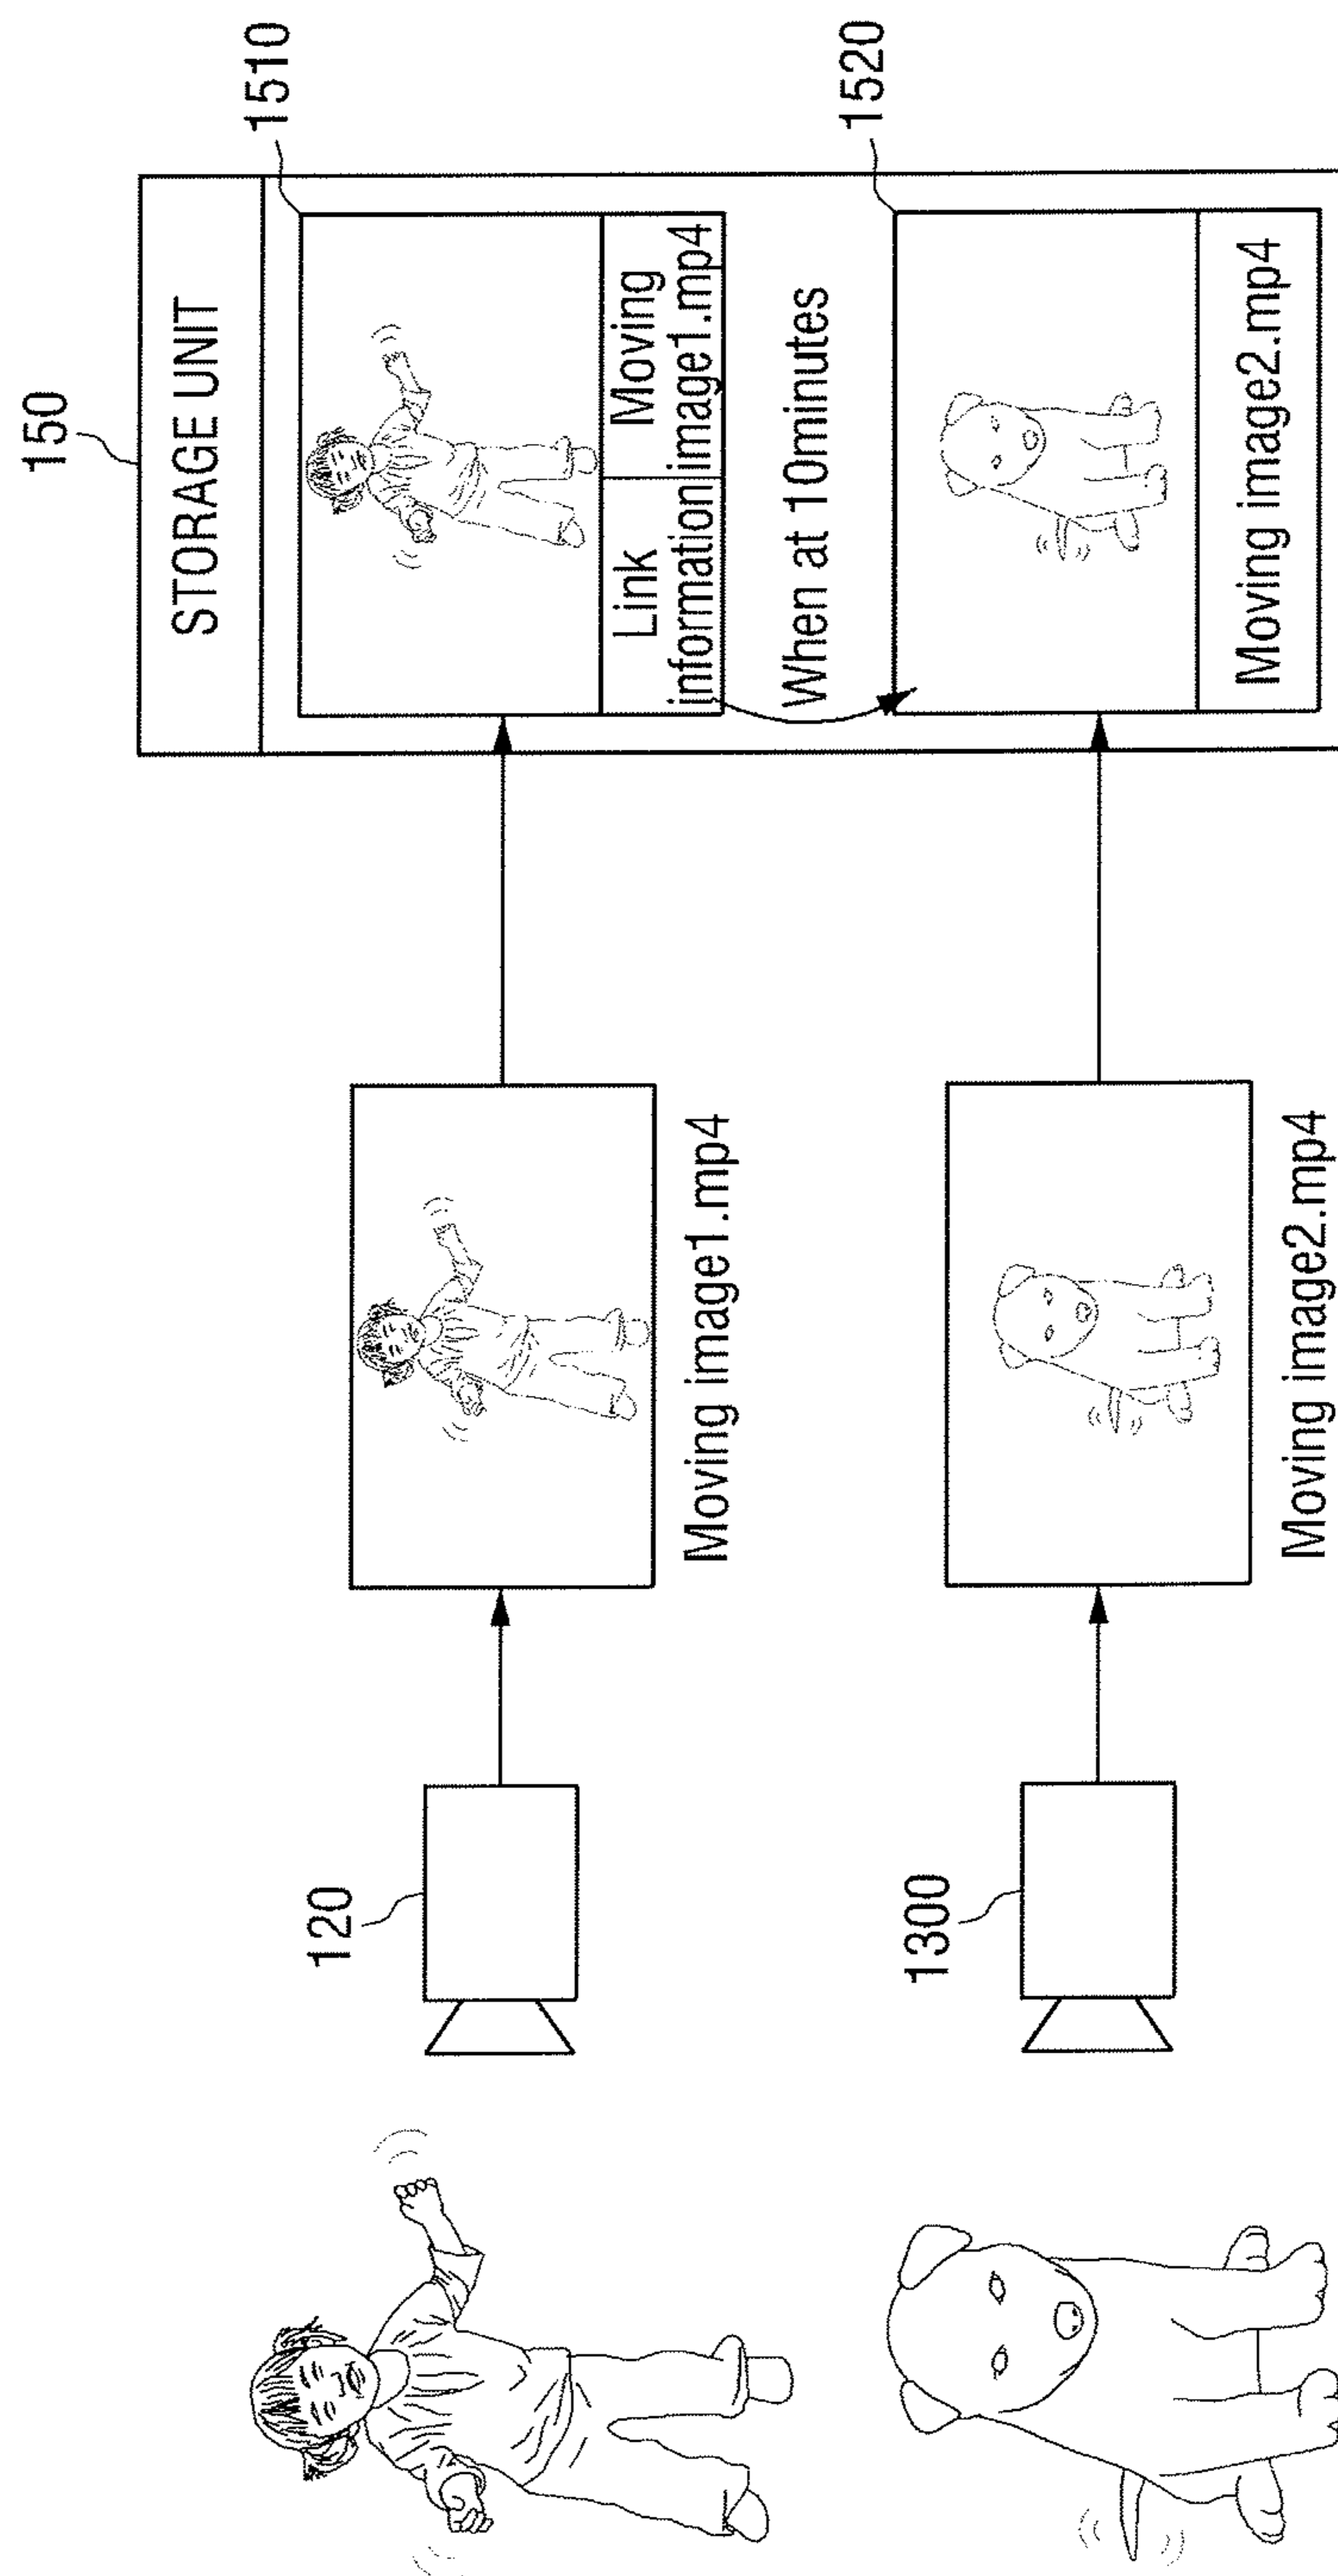 150
STORAGE UNIT
1510
Link
information
Moving
image1.mp4
When at 10minutes
1520
Moving image2.mp4
120
Moving image1.mp4
1300
Moving image2.mp4